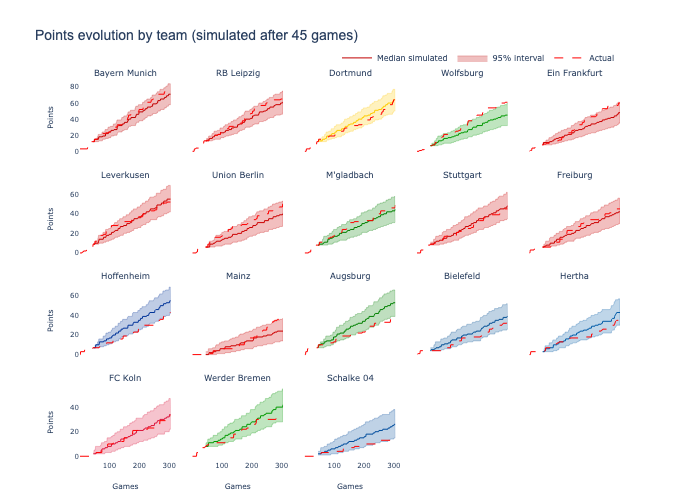 Points evolution by team (simulated after 45 games)
Median simulated 95% interval Actual
Bayern Munich RB Leipzig Dortmund Wolfsburg Ein Frankfurt
80
60
40
20
0
Points
Leverkusen Union Berlin M'gladbach Stuttgart Freiburg
60
40
20
0
Points
Hoffenheim Mainz Augsburg Bielefeld Hertha
60
40
20
0
Points
FC Koln Werder Bremen Schalke 04
40
20
0
Points
100 200 300 100 200 300 100 200 300
Games Games Games